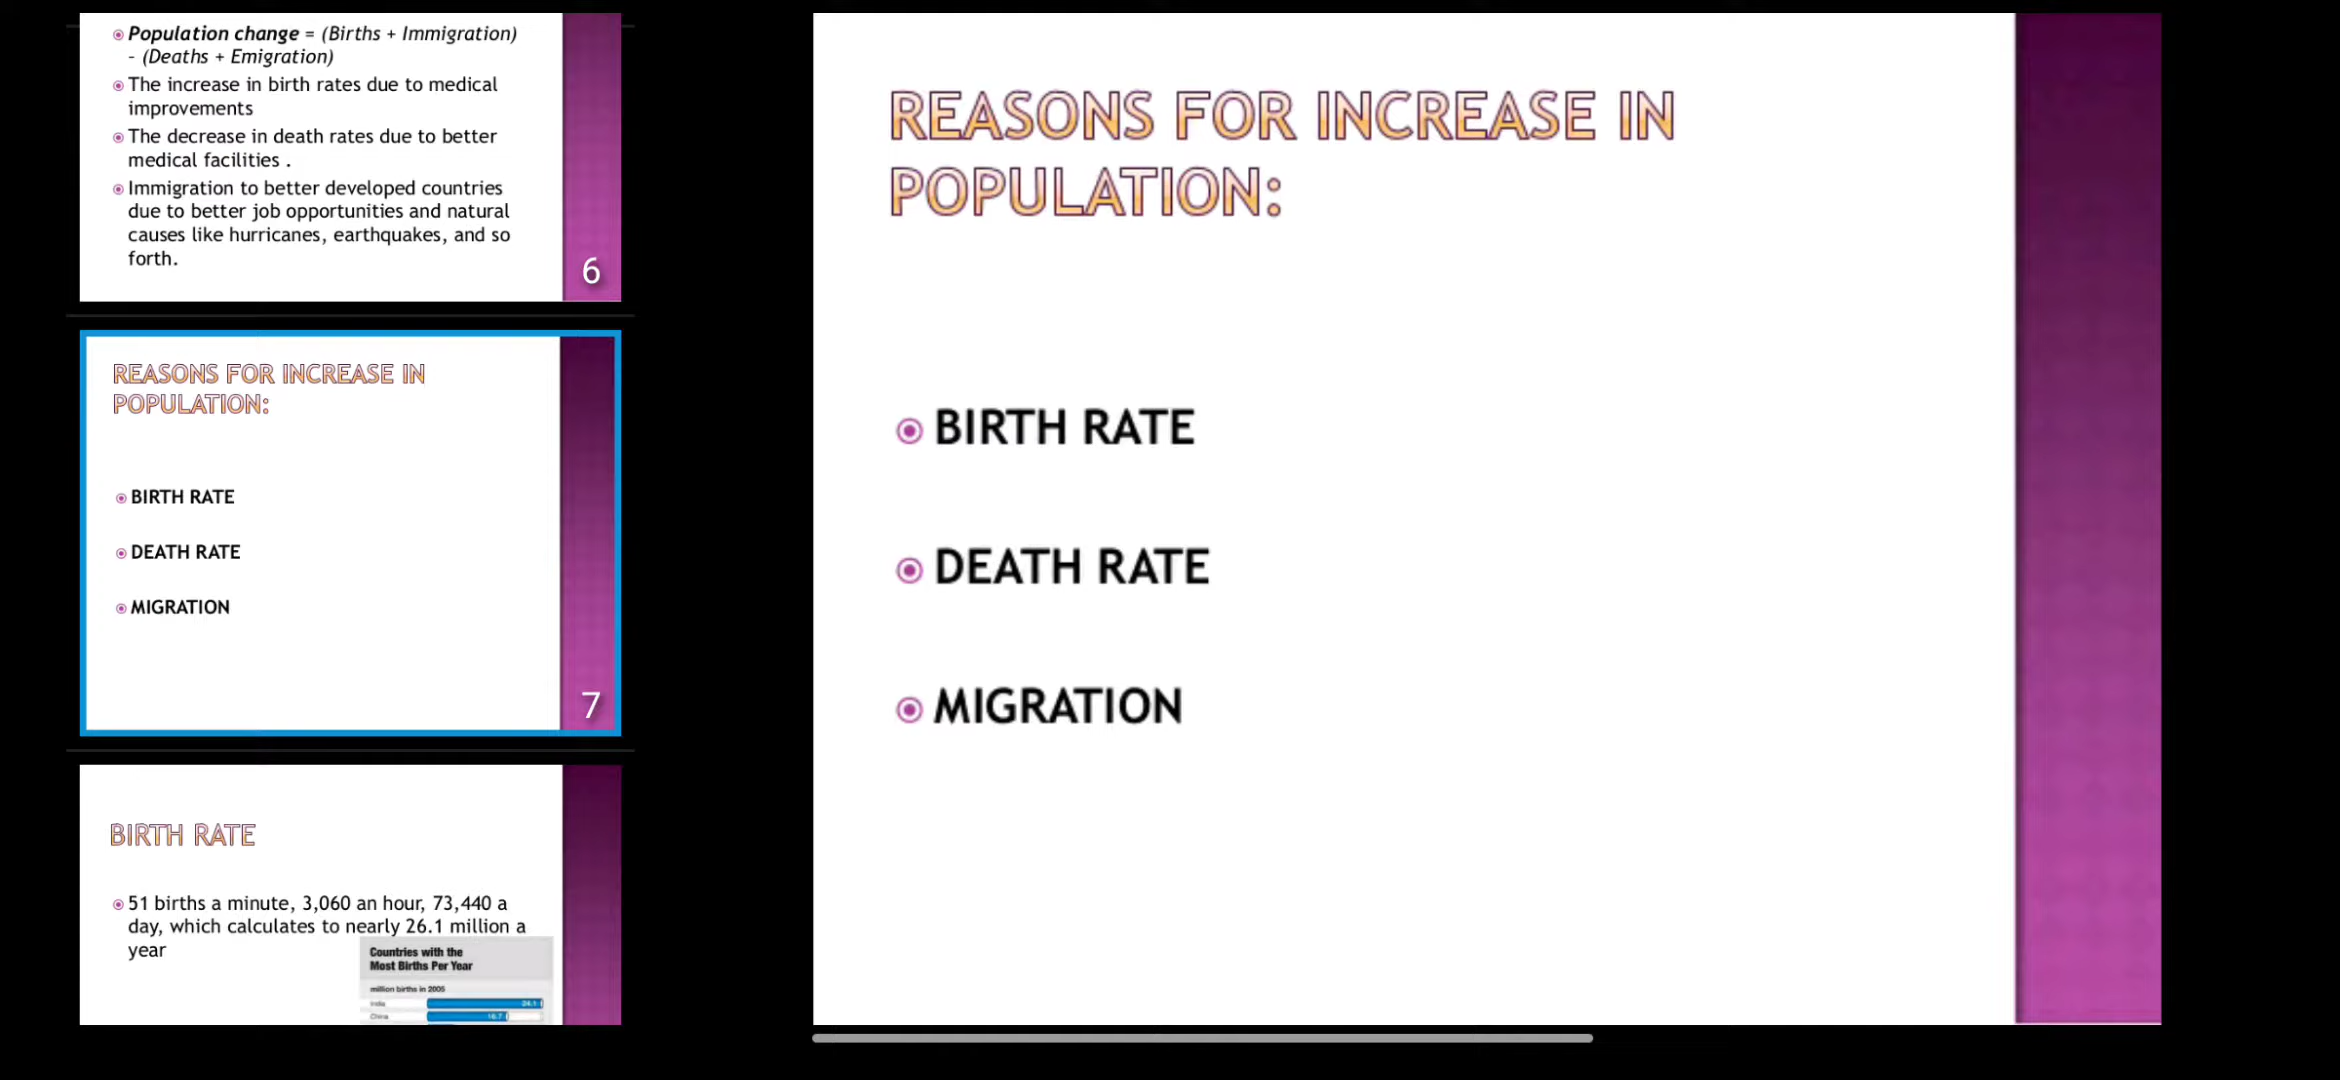 Population change = (Births + Immigration)
– (Deaths + Emigration)
The increase in birth rates due to medical
improvements
The decrease in death rates due to better
medical facilities .
Immigration to better developed countries
due to better job opportunities and natural
causes like hurricanes, earthquakes, and so
forth.
6
REASONS FOR INCREASE IN
POPULATION:
BIRTH RATE
DEATH RATE
MIGRATION
7
BIRTH RATE
51 births a minute, 3,060 an hour, 73,440 a
day, which calculates to nearly 26.1 million a
year
Countries with the
Most Births Per Year
million births in 2005
India 24.1
China 16.7
REASONS FOR INCREASE IN
POPULATION:
BIRTH RATE
DEATH RATE
MIGRATION